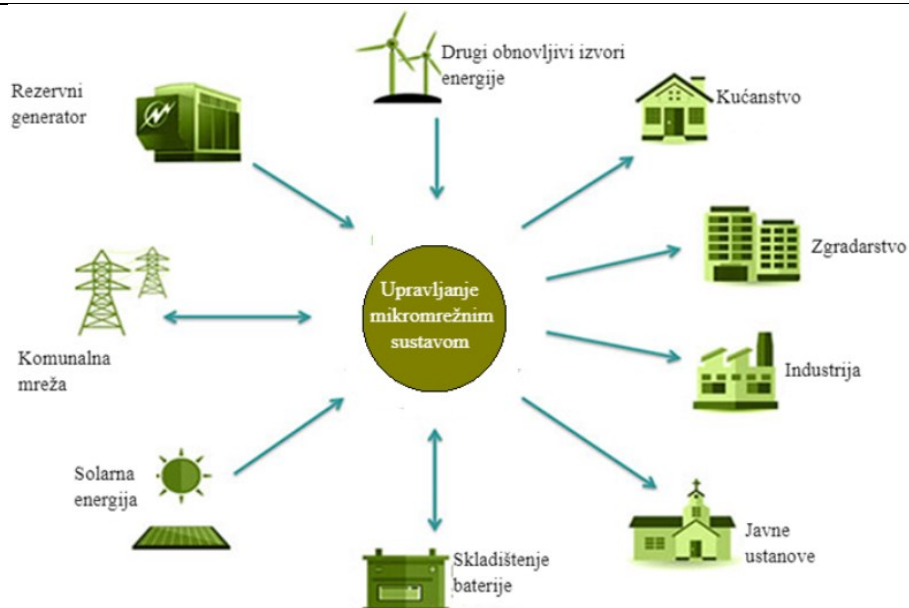 Drugi obnovljivi izvori
energije
Rezervni
generator
Kućanstvo
Zgradarstvo
Upravljanje
mikromrežnim
sustavom
Komunalna
mreža
Industrija
Solarna
energija
Javne
ustanove
Skladištenje
baterije